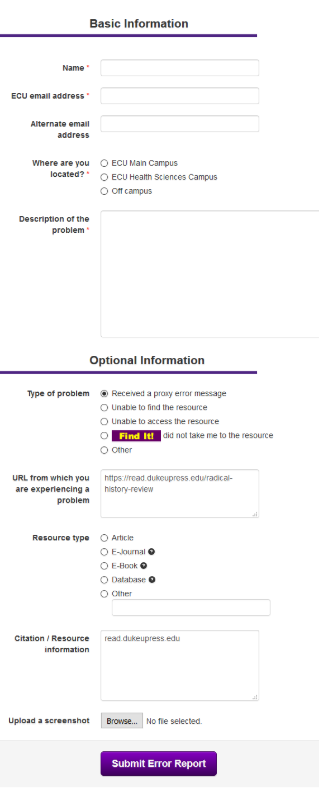 Basic Information
Name *
ECU email address *
Alternate email
address
Where are you
located? *
ECU Main Campus
ECU Health Sciences Campus
Off campus
Description of the
problem *
Optional Information
Type of problem
Received a proxy error message
Unable to find the resource
Unable to access the resource
Find It! did not take me to the resource
Other
URL from which you
are experiencing a
problem
https://read.dukeupress.edu/radical-
history-review
Resource type
Article
E-Journal ?
E-Book ?
Database ?
Other
Citation / Resource
information
read.dukeupress.edu
Upload a screenshot
Browse... No file selected.
Submit Error Report